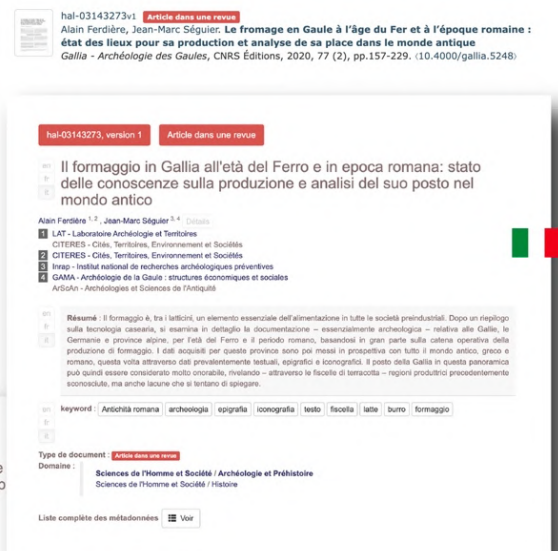 hal-03143273v1 Article dans une revue
Alain Ferdière, Jean-Marc Séguier. Le fromage en Gaule à l'âge du Fer et à l'époque romaine :
état des lieux pour sa production et analyse de sa place dans le monde antique
Gallia - Archéologie des Gaules, CNRS Éditions, 2020, 77 (2), pp.157-229. ⟨10.4000/gallia.5248⟩
hal-03143273, version 1 Article dans une revue
Il formaggio in Gallia all'età del Ferro e in epoca romana: stato
delle conoscenze sulla produzione e analisi del suo posto nel
mondo antico
Alain Ferdière 1, 2 , Jean-Marc Séguier 3, 4 Détails
1 LAT - Laboratoire Archéologie et Territoires
CITERES - Cités, Territoires, Environnement et Sociétés
2 CITERES - Cités, Territoires, Environnement et Sociétés
3 Inrap - Institut national de recherches archéologiques préventives
4 GAMA - Archéologie de la Gaule : structures économiques et sociales
ArScAn - Archéologies et Sciences de l'Antiquité
Résumé : Il formaggio è, tra i latticini, un elemento essenziale dell'alimentazione in tutte le società preindustriali. Dopo un riepilogo
sulla tecnologia casearia, si esamina in dettaglio la documentazione – essenzialmente archeologica – relativa alle Gallie, le
Germanie e province alpine, per l'età del Ferro e il periodo romano, basandosi in gran parte sulla catena operativa della
produzione di formaggio. I dati acquisiti per queste province sono poi messi in prospettiva con tutto il mondo antico, greco e
romano, questa volta attraverso dati prevalentemente testuali, epigrafici e iconografici. Il posto della Gallia in questa panoramica
può quindi essere considerato molto onorabile, rivelando – attraverso le fiscelle di terracotta – regioni produttrici precedentemente
sconosciute, ma anche lacune che si tentano di spiegare.
keyword : Antichità romana archeologia epigrafia iconografia testo fiscella latte burro formaggio
Type de document : Article dans une revue
Domaine :
Sciences de l'Homme et Société / Archéologie et Préhistoire
Sciences de l'Homme et Société / Histoire
Liste complète des métadonnées Voir